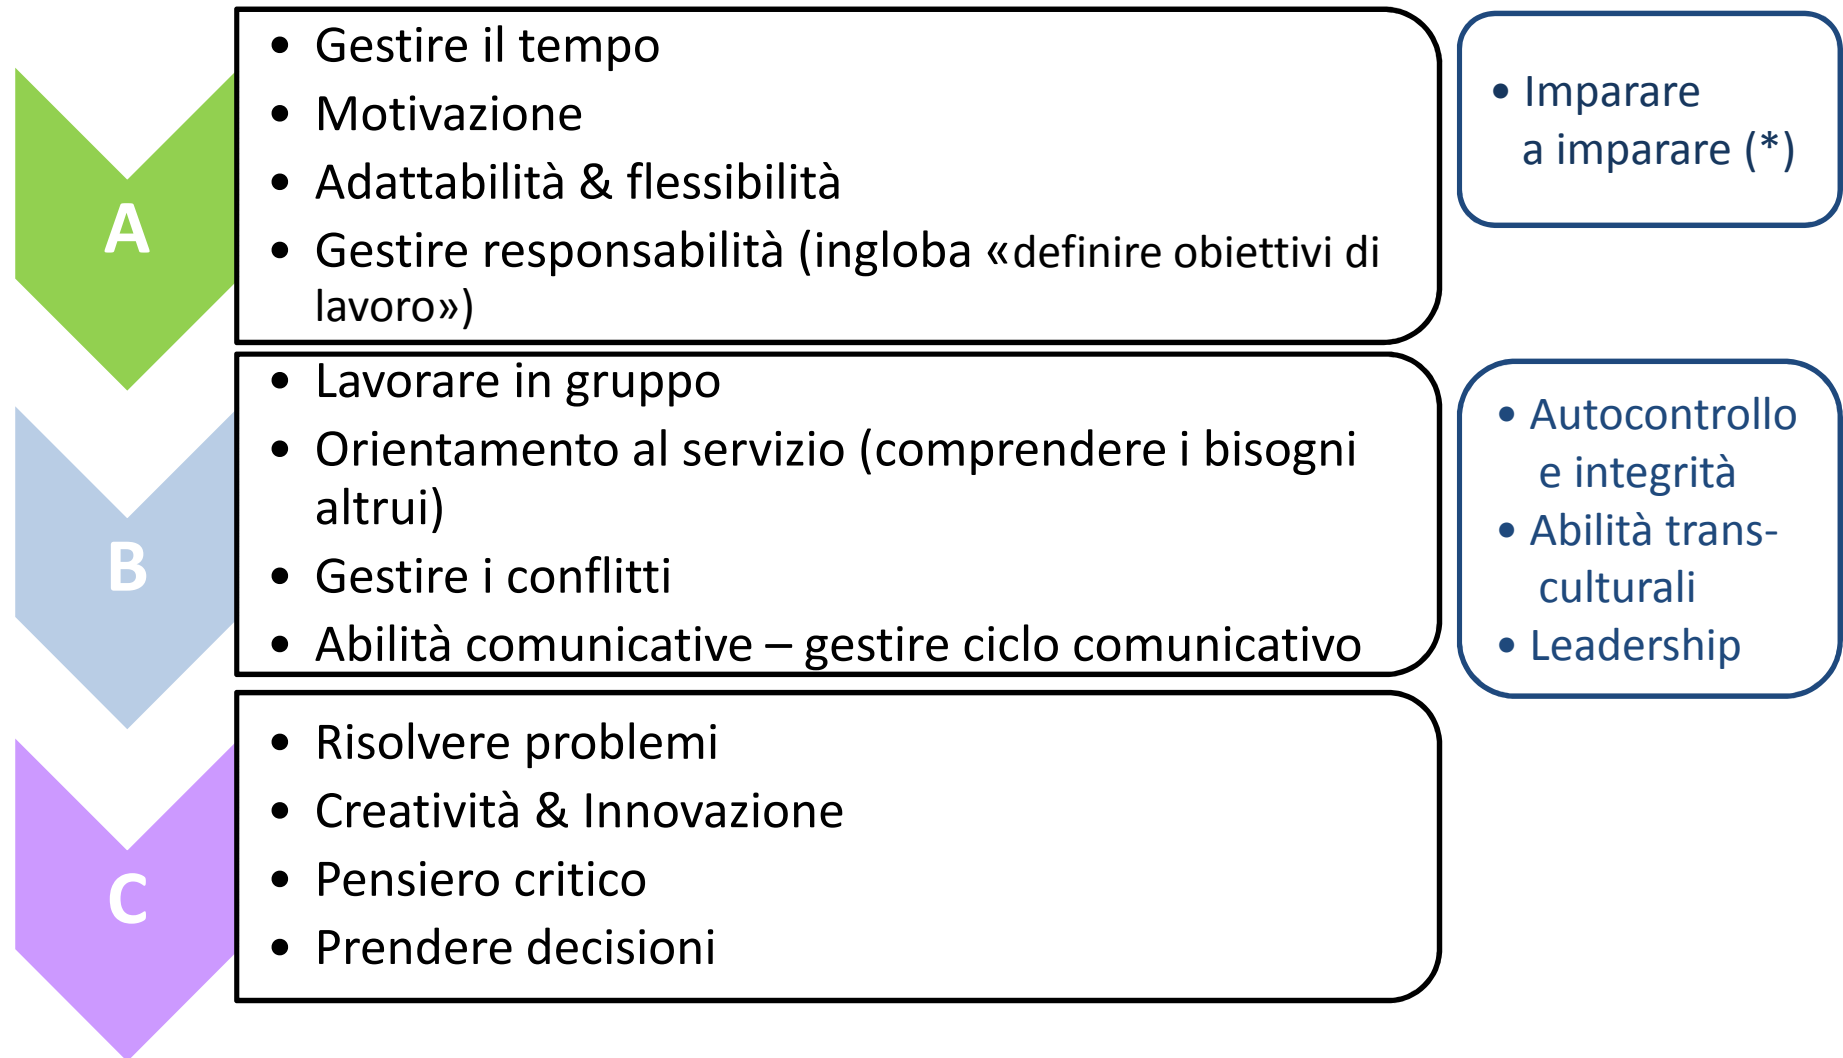 A
• Gestire il tempo
• Motivazione
• Adattabilità & flessibilità
• Gestire responsabilità (ingloba «definire obiettivi di
lavoro»)
• Imparare
a imparare (*)
B
• Lavorare in gruppo
• Orientamento al servizio (comprendere i bisogni
altrui)
• Gestire i conflitti
• Abilità comunicative – gestire ciclo comunicativo
• Autocontrollo
e integrità
• Abilità trans-
culturali
• Leadership
C
• Risolvere problemi
• Creatività & Innovazione
• Pensiero critico
• Prendere decisioni